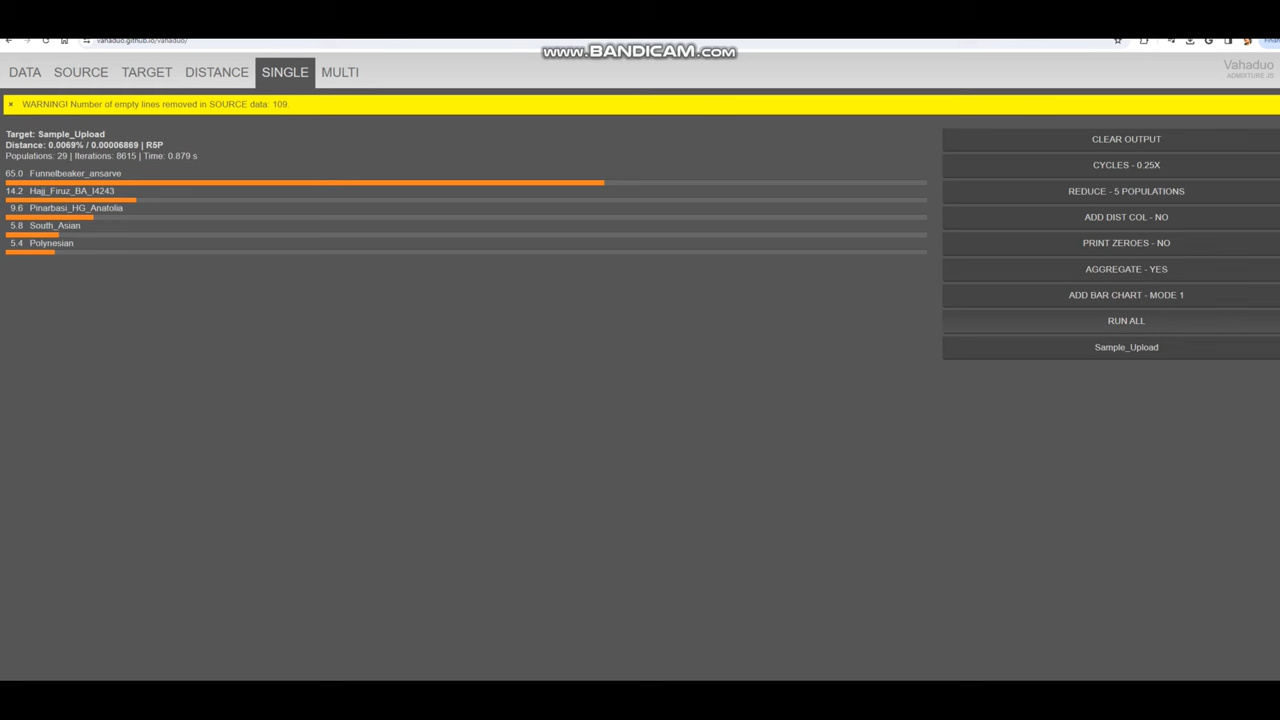 vahaduo.github.io/vahaduo/
www.BANDICAM.com
DATA SOURCE TARGET DISTANCE SINGLE MULTI
Vahaduo
ADMIXTURE JS
× WARNING! Number of empty lines removed in SOURCE data: 109.
Target: Sample_Upload
Distance: 0.0069% / 0.00006869 | R5P
Populations: 29 | Iterations: 8615 | Time: 0.879 s
65.0 Funnelbeaker_ansarve
14.2 Hajj_Firuz_BA_I4243
9.6 Pinarbasi_HG_Anatolia
5.8 South_Asian
5.4 Polynesian
CLEAR OUTPUT
CYCLES - 0.25X
REDUCE - 5 POPULATIONS
ADD DIST COL - NO
PRINT ZEROES - NO
AGGREGATE - YES
ADD BAR CHART - MODE 1
RUN ALL
Sample_Upload